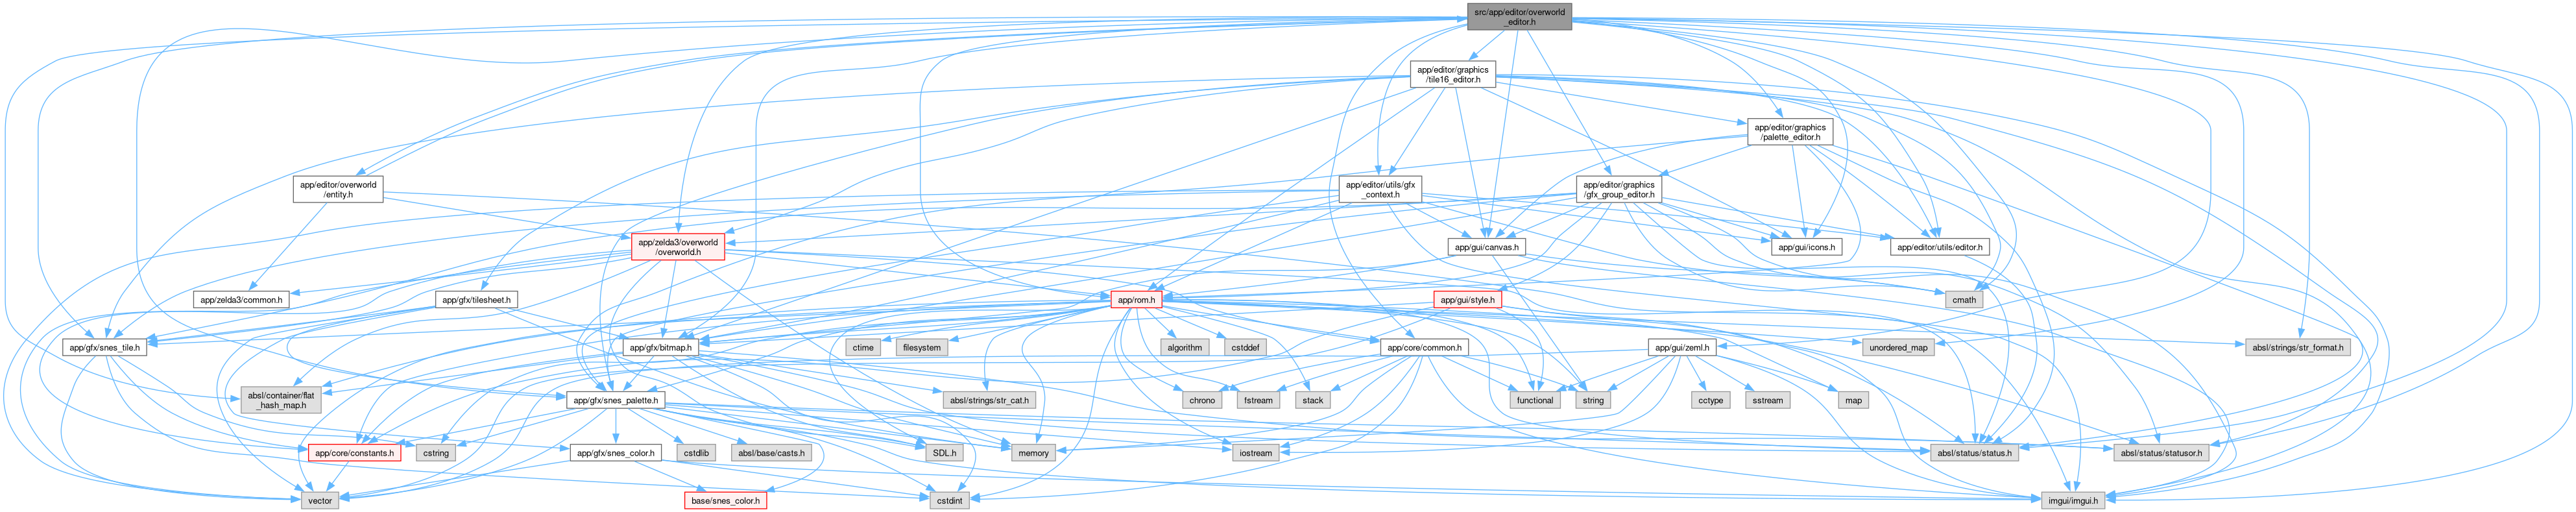 src/app/editor/overworld
_editor.h
app/editor/graphics
/tile16_editor.h
app/editor/graphics
/palette_editor.h
app/editor/overworld
/entity.h
app/editor/utils/gfx
_context.h
app/editor/graphics
/gfx_group_editor.h
app/zelda3/overworld
/overworld.h
app/gui/canvas.h
app/gui/icons.h
app/editor/utils/editor.h
app/zelda3/common.h
app/gfx/tilesheet.h
app/rom.h
app/gui/style.h
cmath
app/gfx/snes_tile.h
ctime
filesystem
app/gfx/bitmap.h
algorithm
cstddef
app/core/common.h
app/gui/zeml.h
unordered_map
absl/strings/str_format.h
absl/container/flat
_hash_map.h
app/gfx/snes_palette.h
absl/strings/str_cat.h
chrono
fstream
stack
functional
string
cctype
sstream
map
app/core/constants.h
cstring
app/gfx/snes_color.h
cstdlib
absl/base/casts.h
SDL.h
memory
iostream
absl/status/status.h
absl/status/statusor.h
vector
base/snes_color.h
cstdint
imgui/imgui.h